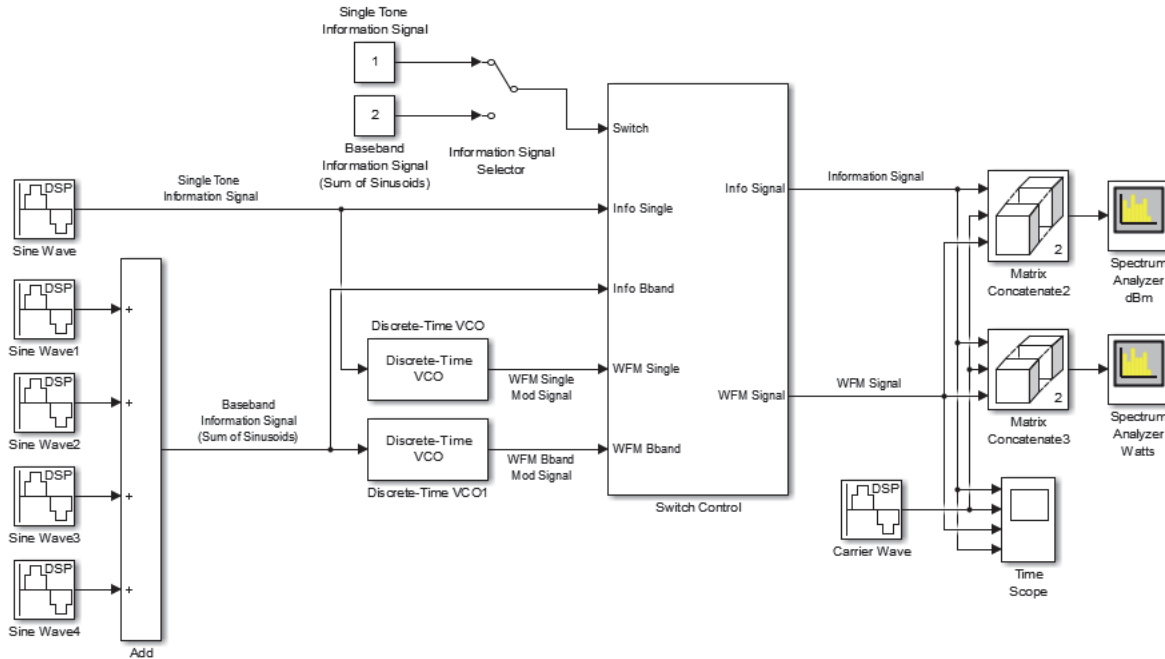 Single Tone
Information Signal
1
2
Baseband
Information Signal
(Sum of Sinusoids)
Information Signal
Selector
Switch
Single Tone
Information Signal
DSP
Sine Wave
Info Single
Info Signal
Information Signal
2
Matrix
Concatenate2
Spectrum
Analyzer
dBm
DSP
Sine Wave1
+
Info Bband
Discrete-Time VCO
Discrete-Time
VCO
WFM Single
Mod Signal
WFM Single
WFM Signal
WFM Signal
2
Matrix
Concatenate3
Spectrum
Analyzer
Watts
DSP
Sine Wave2
+
Baseband
Information Signal
(Sum of Sinusoids)
Discrete-Time
VCO
Discrete-Time VCO1
WFM Bband
Mod Signal
WFM Bband
Switch Control
DSP
Sine Wave3
+
DSP
Carrier Wave
Time
Scope
DSP
Sine Wave4
+
Add